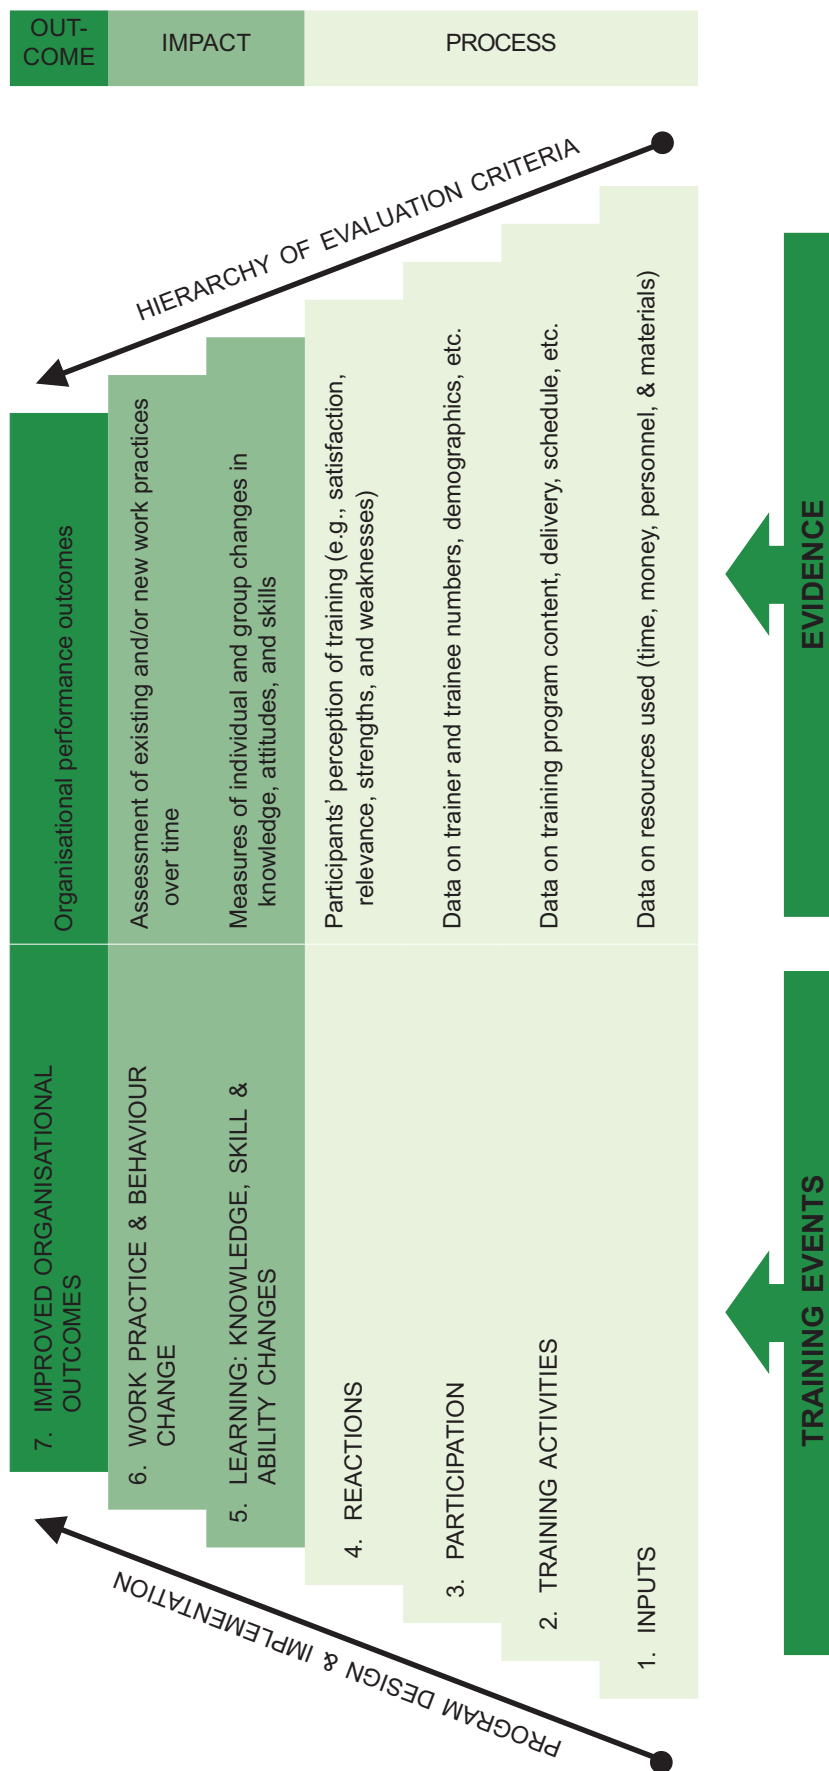 PROGRAM DESIGN & IMPLEMENTATION
HIERARCHY OF EVALUATION CRITERIA
OUT-
COME
7. IMPROVED ORGANISATIONAL
OUTCOMES
Organisational performance outcomes
IMPACT
6. WORK PRACTICE & BEHAVIOUR
CHANGE
Assessment of existing and/or new work practices
over time
5. LEARNING: KNOWLEDGE, SKILL &
ABILITY CHANGES
Measures of individual and group changes in
knowledge, attitudes, and skills
PROCESS
4. REACTIONS
Participants’ perception of training (e.g., satisfaction,
relevance, strengths, and weaknesses)
3. PARTICIPATION
Data on trainer and trainee numbers, demographics, etc.
2. TRAINING ACTIVITIES
Data on training program content, delivery, schedule, etc.
1. INPUTS
Data on resources used (time, money, personnel, & materials)
TRAINING EVENTS
EVIDENCE